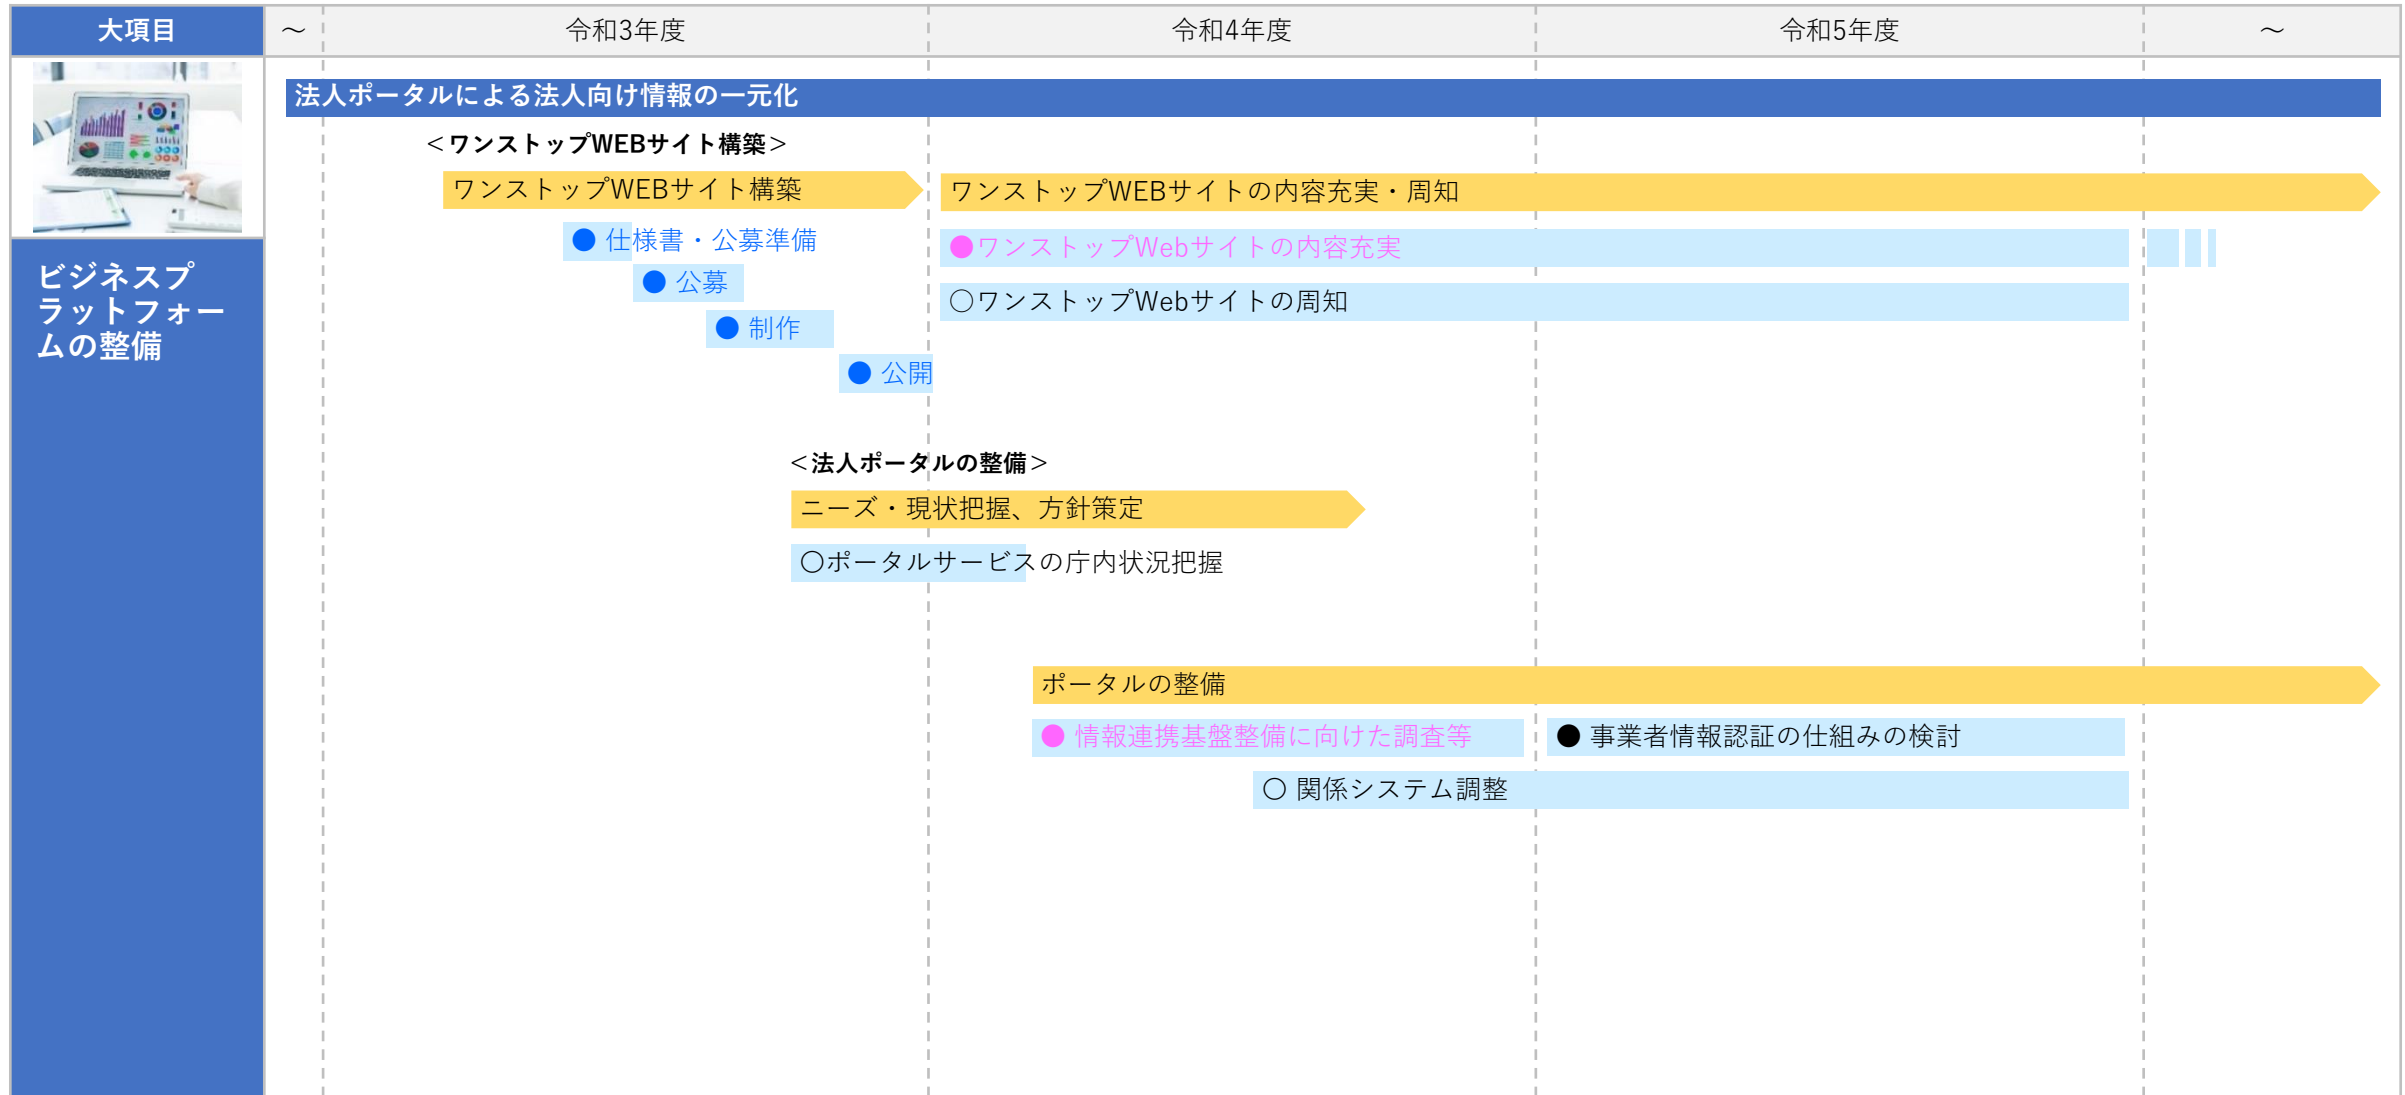 大項目
～
令和3年度
令和4年度
令和5年度
～
ビジネスプ
ラットフォー
ムの整備
法人ポータルによる法人向け情報の一元化
＜ワンストップWEBサイト構築＞
ワンストップWEBサイト構築
ワンストップWEBサイトの内容充実・周知
● 仕様書・公募準備
●ワンストップWebサイトの内容充実
● 公募
○ワンストップWebサイトの周知
● 制作
● 公開
＜法人ポータルの整備＞
ニーズ・現状把握、方針策定
○ポータルサービスの庁内状況把握
ポータルの整備
● 情報連携基盤整備に向けた調査等
● 事業者情報認証の仕組みの検討
○ 関係システム調整